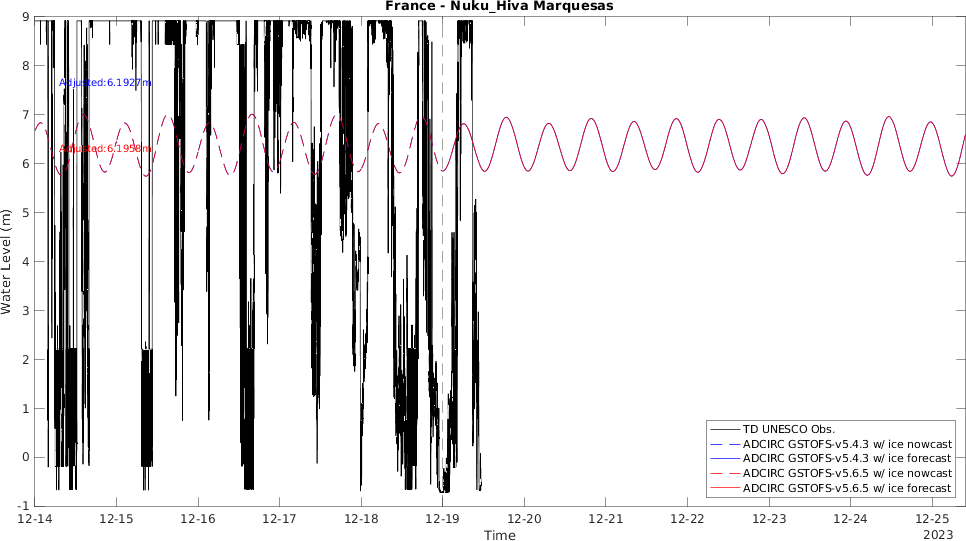 France - Nuku_Hiva Marquesas
9
8
7
6
5
4
3
2
1
0
-1
Water Level (m)
Adjusted:6.1927m
Adjusted:6.1958m
TD UNESCO Obs.
ADCIRC GSTOFS-v5.4.3 w/ ice nowcast
ADCIRC GSTOFS-v5.4.3 w/ ice forecast
ADCIRC GSTOFS-v5.6.5 w/ ice nowcast
ADCIRC GSTOFS-v5.6.5 w/ ice forecast
12-14 12-15 12-16 12-17 12-18 12-19 12-20 12-21 12-22 12-23 12-24 12-25
2023
Time